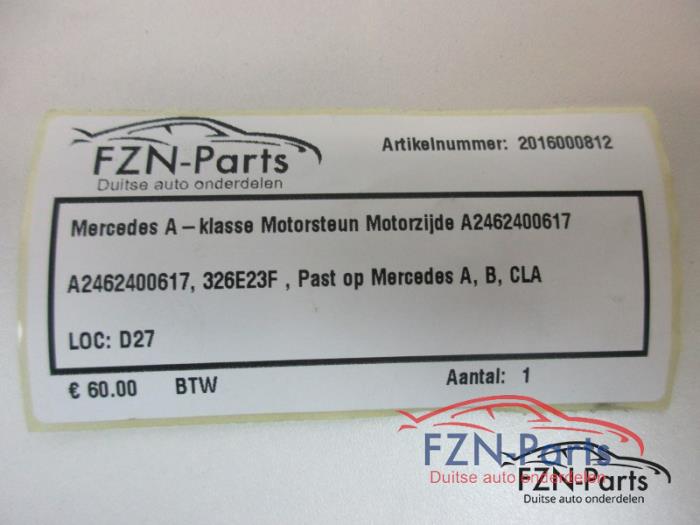 FZN-Parts
Duitse auto onderdelen
Artikelnummer: 2016000812
Mercedes A – klasse Motorsteun Motorzijde A2462400617
A2462400617, 326E23F , Past op Mercedes A, B, CLA
LOC: D27
€ 60.00 BTW
Aantal: 1
FZN-Parts
Duitse auto onderdelen
FZN-Parts
Duitse auto onderdelen